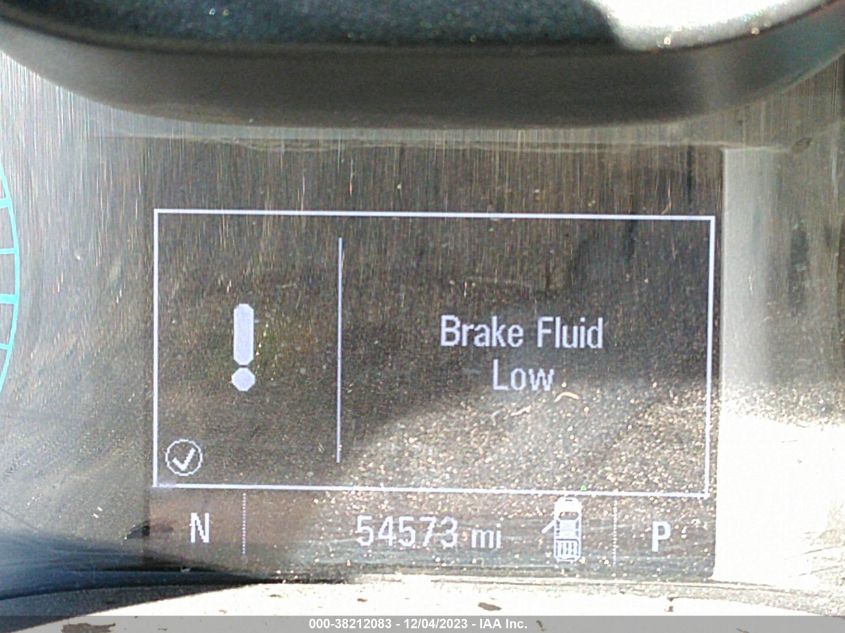 Brake Fluid
Low
N 54573 mi P
000-38212083 - 12/04/2023 - IAA Inc.